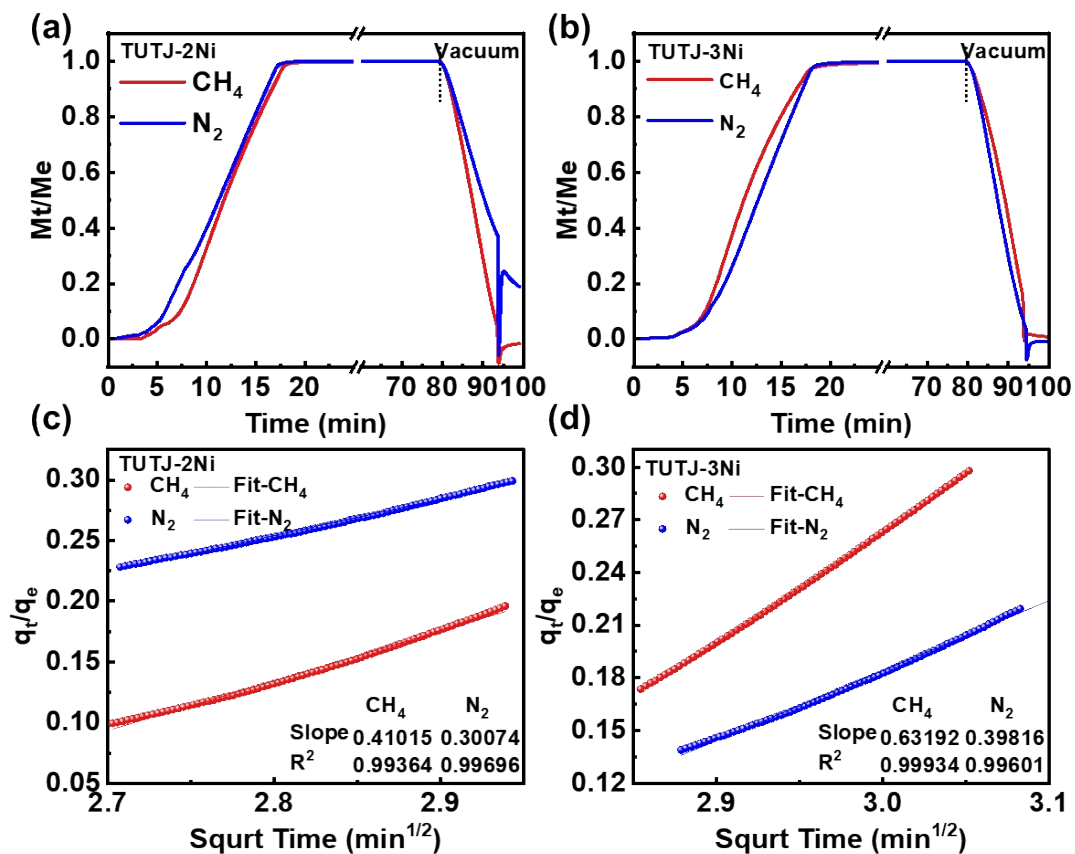 (a)
TUTJ-2Ni
Vacuum
CH4
N2
1.0
0.8
0.6
0.4
0.2
0.0
Mt/Me
0 5 10 15 20 70 80 90 100
Time (min)
(b)
TUTJ-3Ni
Vacuum
CH4
N2
1.0
0.8
0.6
0.4
0.2
0.0
Mt/Me
0 5 10 15 20 70 80 90 100
Time (min)
(c)
TUTJ-2Ni
CH4 Fit-CH4
N2 Fit-N2
0.30
0.25
0.20
0.15
0.10
0.05
qt/qe
CH4 N2
Slope 0.41015 0.30074
R2 0.99364 0.99696
2.7 2.8 2.9
Squrt Time (min1/2)
(d)
TUTJ-3Ni
CH4 Fit-CH4
N2 Fit-N2
0.30
0.27
0.24
0.21
0.18
0.15
0.12
qt/qe
CH4 N2
Slope 0.63192 0.39816
R2 0.99934 0.99601
2.9 3.0 3.1
Squrt Time (min1/2)